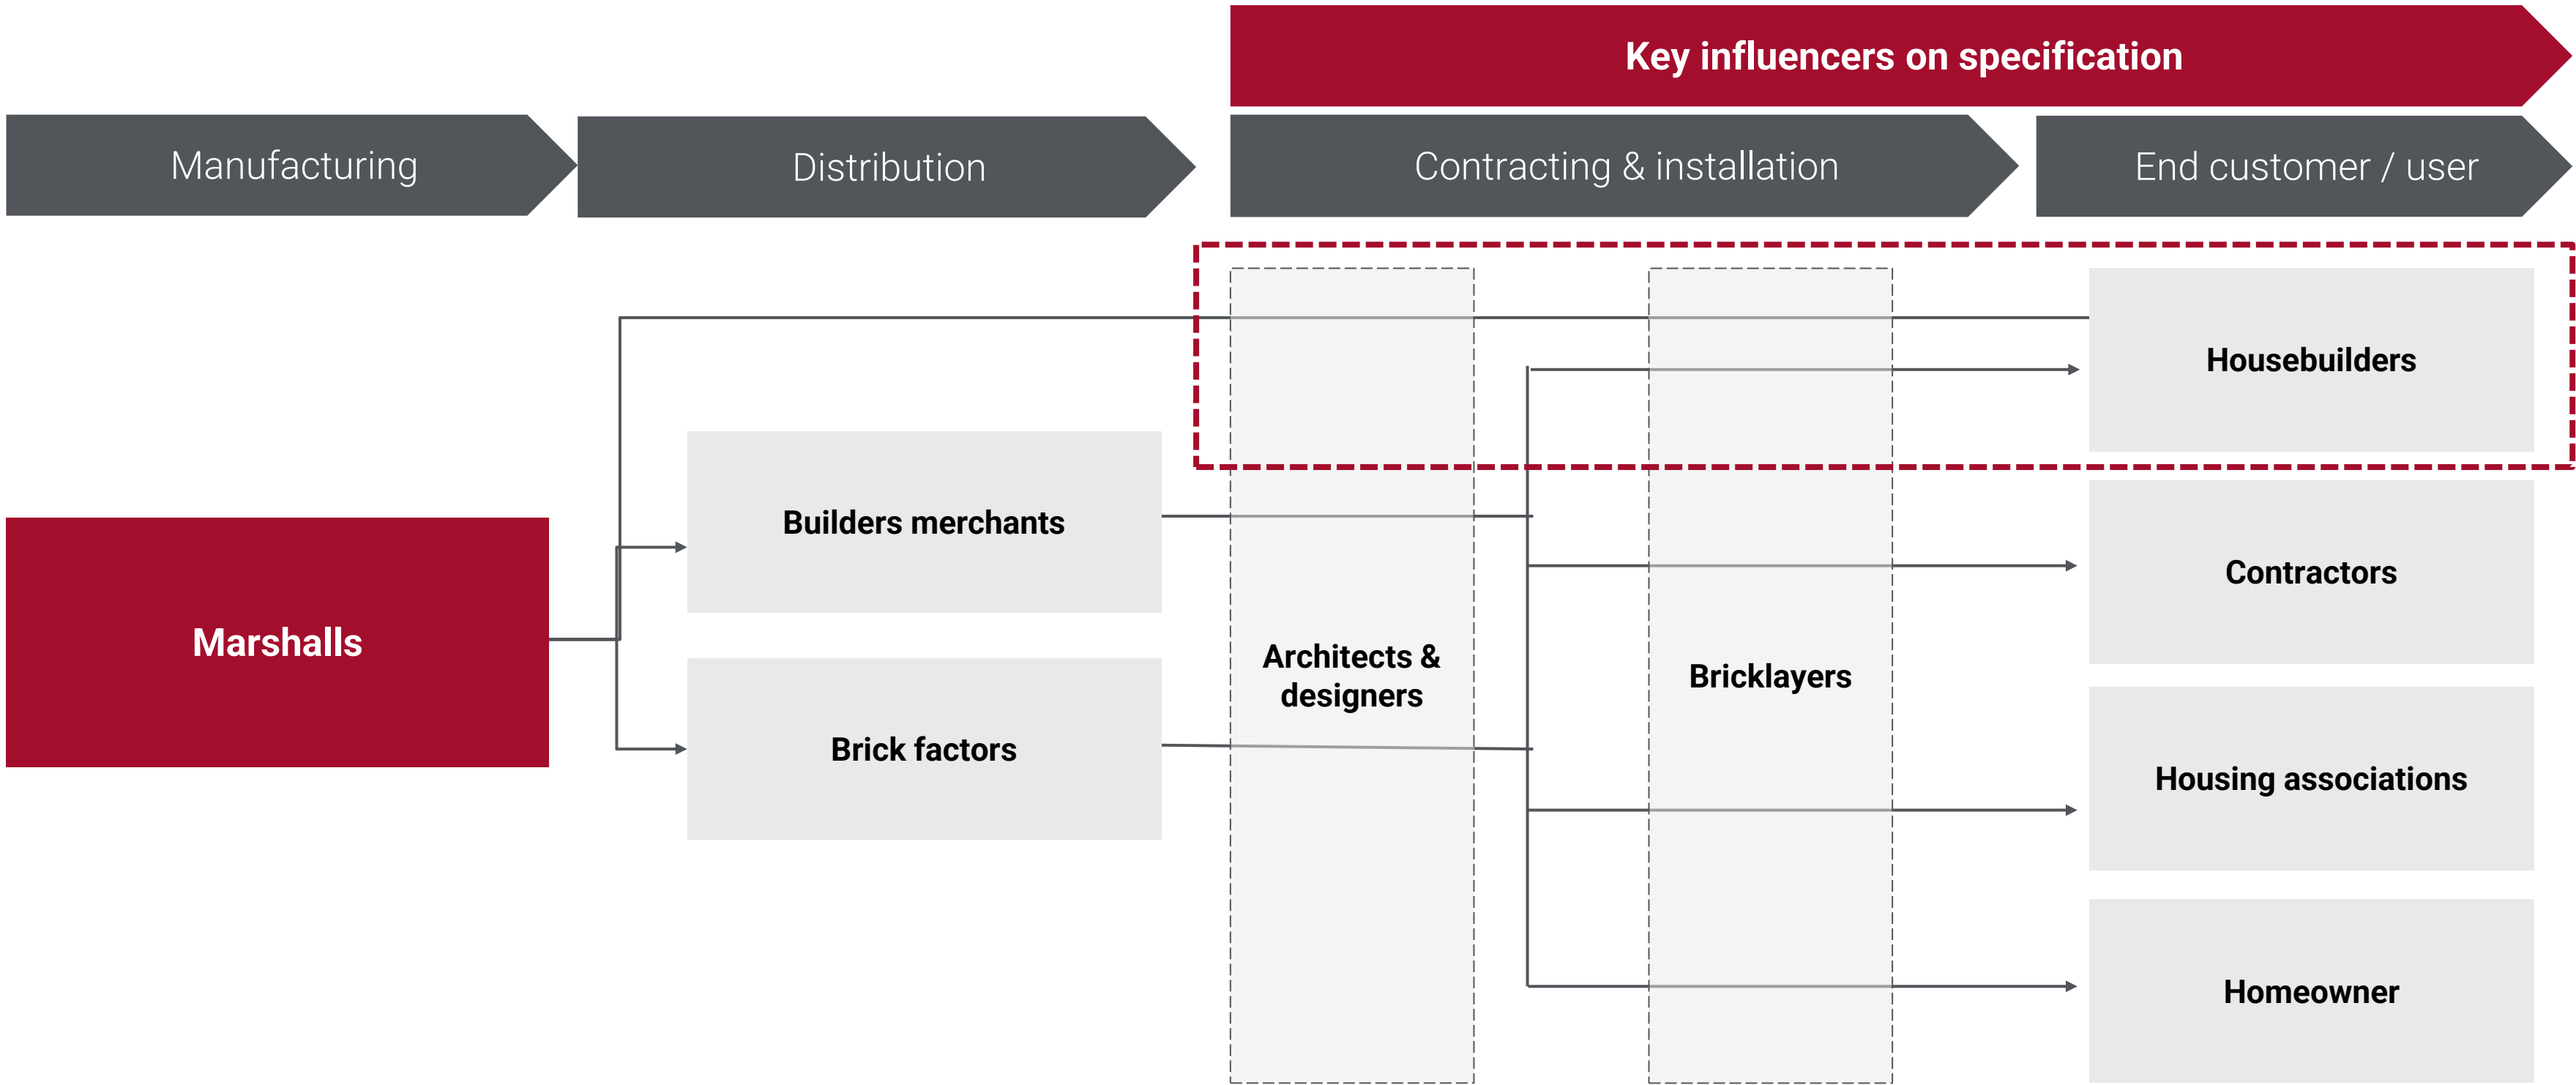 Key influencers on specification
Manufacturing
Distribution
Contracting & installation
End customer / user
Housebuilders
Builders merchants
Contractors
Marshalls
Architects &
designers
Bricklayers
Brick factors
Housing associations
Homeowner